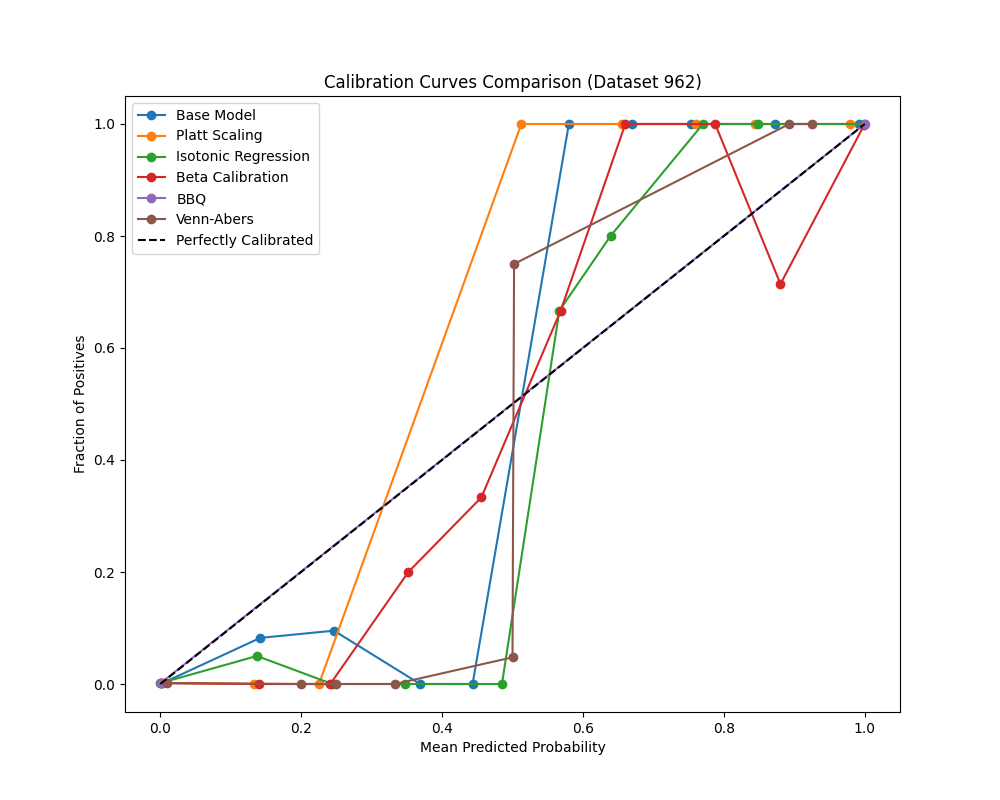 Calibration Curves Comparison (Dataset 962)
Base Model
Platt Scaling
Isotonic Regression
Beta Calibration
BBQ
Venn-Abers
Perfectly Calibrated
Fraction of Positives
1.0
0.8
0.6
0.4
0.2
0.0
0.0 0.2 0.4 0.6 0.8 1.0
Mean Predicted Probability